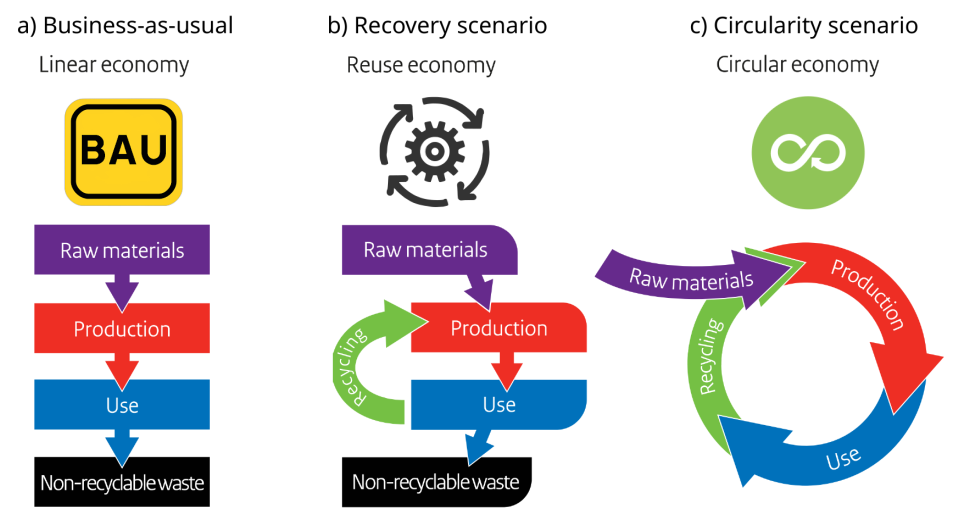 a) Business-as-usual
Linear economy
BAU
Raw materials
Production
Use
Non-recyclable waste
b) Recovery scenario
Reuse economy
Raw materials
Production
Recycling
Use
Non-recyclable waste
c) Circularity scenario
Circular economy
Raw materials
Production
Recycling
Use